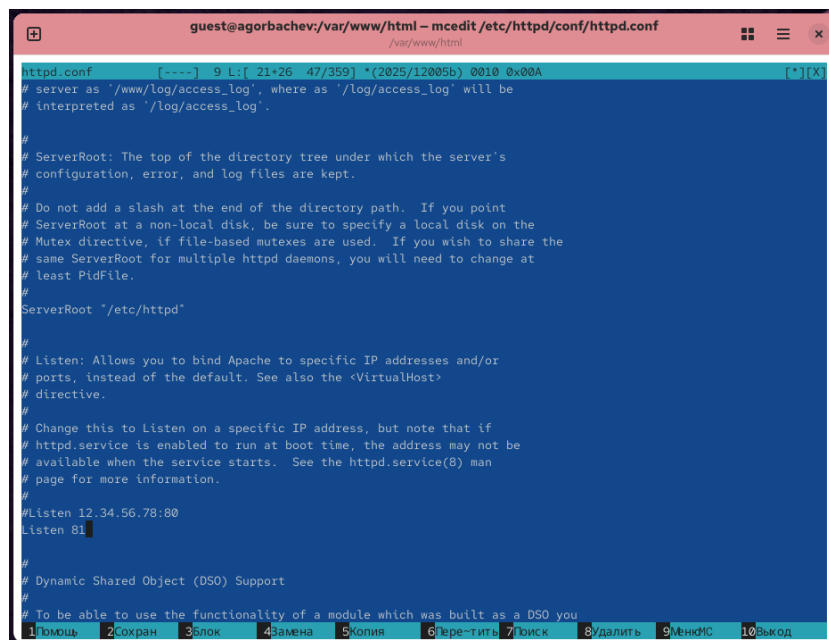 guest@agorbachev:/var/www/html — mcedit /etc/httpd/conf/httpd.conf
/var/www/html
httpd.conf [----] 9 L:[ 21+26 47/359] *(2025/12005b) 0010 0x00A [*][X]
# server as '/www/log/access_log', where as '/log/access_log' will be
# interpreted as '/log/access_log'.
#
# ServerRoot: The top of the directory tree under which the server's
# configuration, error, and log files are kept.
#
# Do not add a slash at the end of the directory path.  If you point
# ServerRoot at a non-local disk, be sure to specify a local disk on the
# Mutex directive, if file-based mutexes are used.  If you wish to share the
# same ServerRoot for multiple httpd daemons, you will need to change at
# least PidFile.
#
ServerRoot "/etc/httpd"
#
# Listen: Allows you to bind Apache to specific IP addresses and/or
# ports, instead of the default. See also the <VirtualHost>
# directive.
#
# Change this to Listen on a specific IP address, but note that if
# httpd.service is enabled to run at boot time, the address may not be
# available when the service starts.  See the httpd.service(8) man
# page for more information.
#
#Listen 12.34.56.78:80
Listen 81
#
# Dynamic Shared Object (DSO) Support
#
# To be able to use the functionality of a module which was built as a DSO you
1Помощь 2Сохран 3Блок 4Замена 5Копия 6Пере~тить 7Поиск 8Удалить 9МенюMC 10Выход